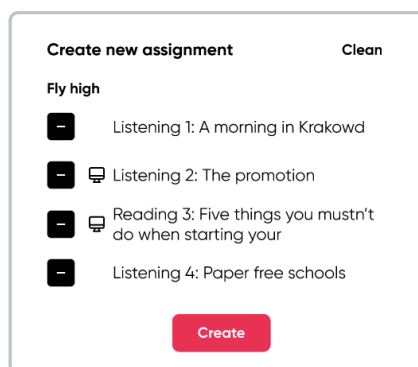 Create new assignment Clean
Fly high
Listening 1: A morning in Krakowd
Listening 2: The promotion
Reading 3: Five things you mustn't
do when starting your
Listening 4: Paper free schools
Create